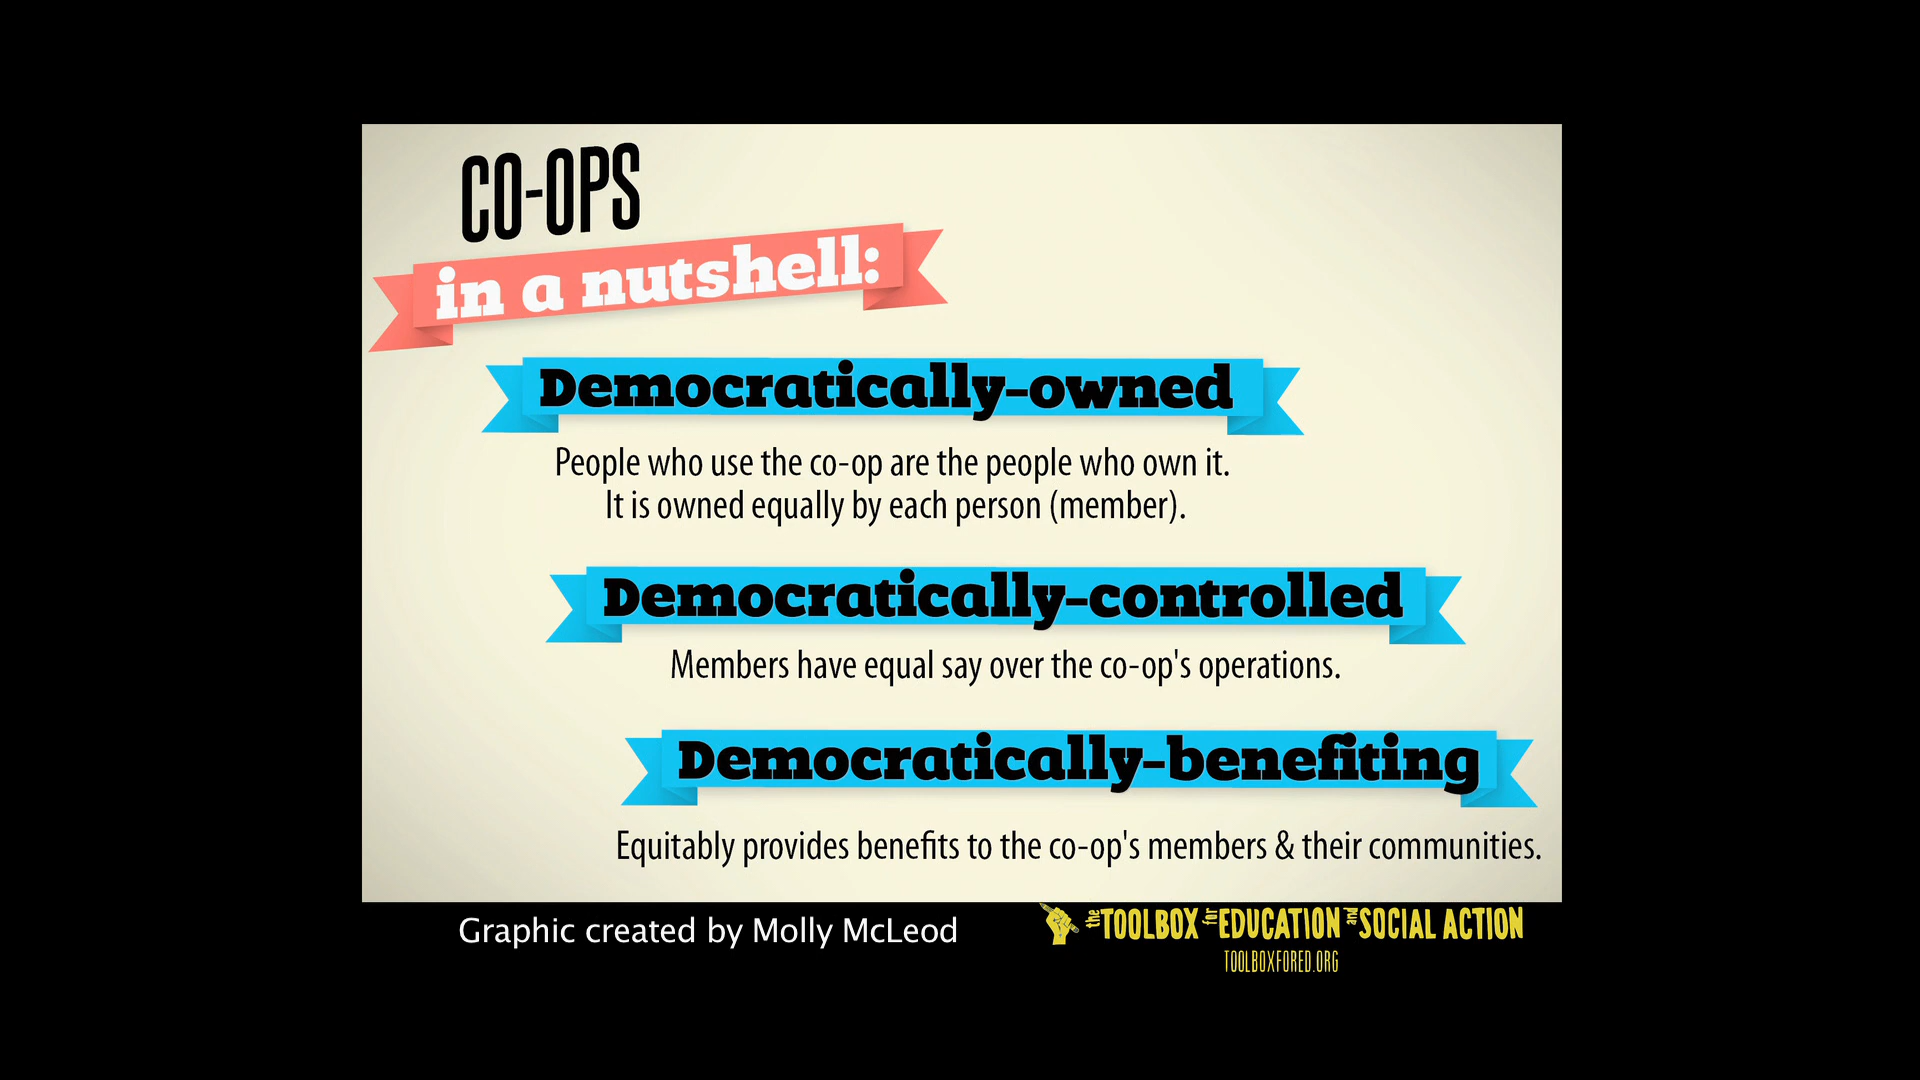 CO-OPS
in a nutshell:
Democratically-owned
People who use the co-op are the people who own it.
It is owned equally by each person (member).
Democratically-controlled
Members have equal say over the co-op's operations.
Democratically-benefiting
Equitably provides benefits to the co-op's members & their communities.
Graphic created by Molly McLeod
the TOOLBOX for EDUCATION and SOCIAL ACTION
TOOLBOXFORED.ORG